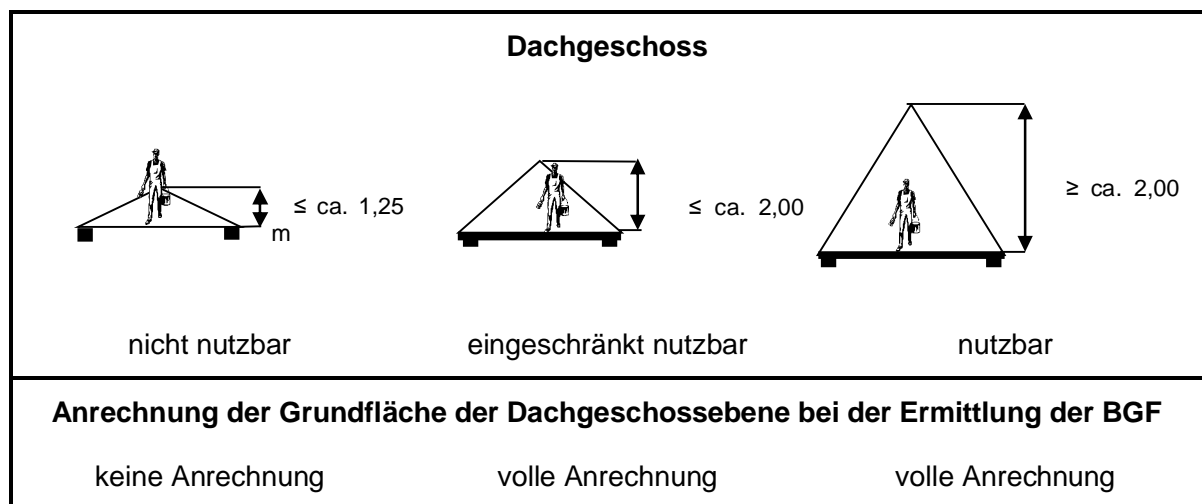 Dachgeschoss
≤ ca. 1,25
m
≤ ca. 2,00
≥ ca. 2,00
nicht nutzbar
eingeschränkt nutzbar
nutzbar
Anrechnung der Grundfläche der Dachgeschossebene bei der Ermittlung der BGF
keine Anrechnung
volle Anrechnung
volle Anrechnung